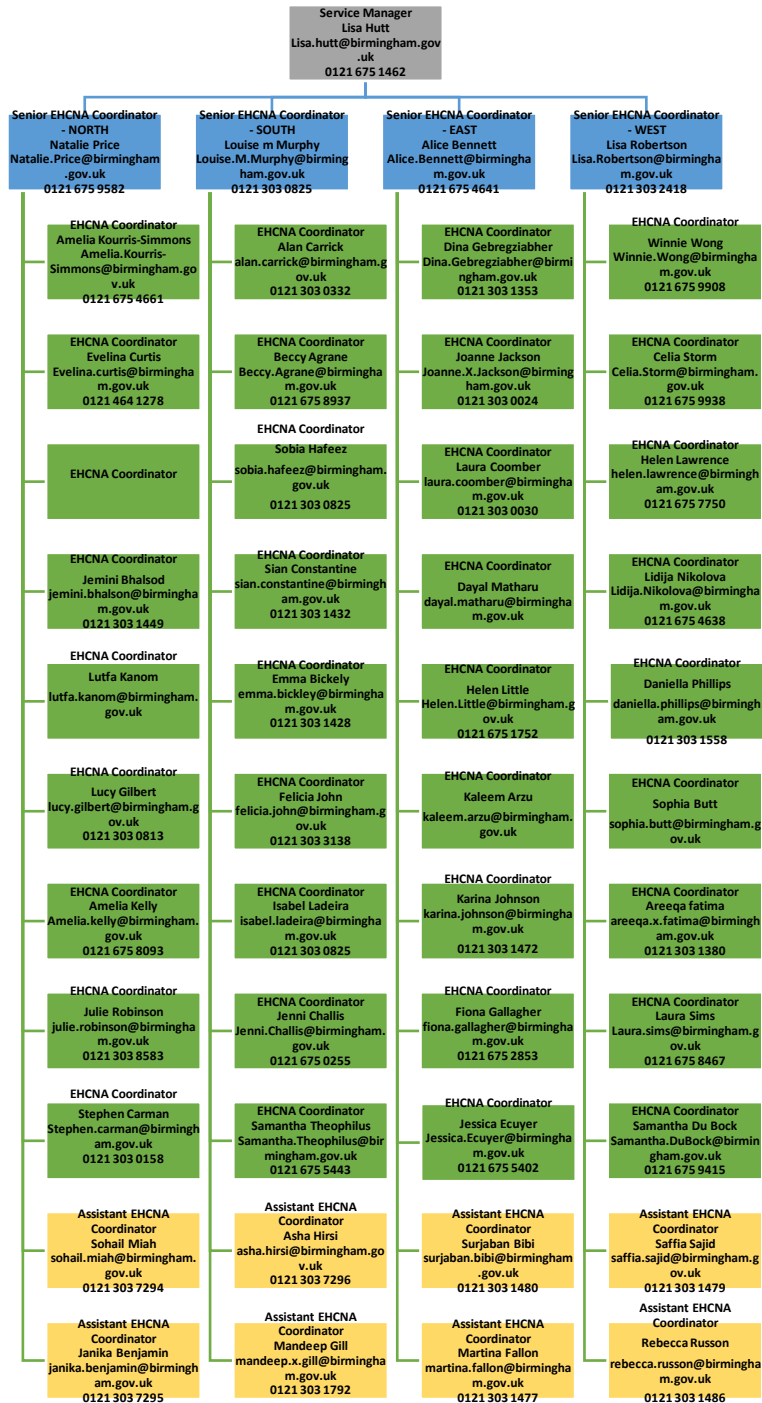 Service Manager
Lisa Hutt
Lisa.hutt@birmingham.gov
.uk
0121 675 1462
Senior EHCNA Coordinator
- NORTH
Natalie Price
Natalie.Price@birmingham
.gov.uk
0121 675 9582
Senior EHCNA Coordinator
- SOUTH
Louise m Murphy
Louise.M.Murphy@birming
ham.gov.uk
0121 303 0825
Senior EHCNA Coordinator
- EAST
Alice Bennett
Alice.Bennett@birmingha
m.gov.uk
0121 675 4641
Senior EHCNA Coordinator
- WEST
Lisa Robertson
Lisa.Robertson@birmingha
m.gov.uk
0121 303 2418
EHCNA Coordinator
Amelia Kourris-Simmons
Amelia.Kourris-
Simmons@birmingham.go
v.uk
0121 675 4661
EHCNA Coordinator
Alan Carrick
alan.carrick@birmingham.g
ov.uk
0121 303 0332
EHCNA Coordinator
Dina Gebregziabher
Dina.Gebregziabher@birmi
ngham.gov.uk
0121 303 1353
EHCNA Coordinator
Winnie Wong
Winnie.Wong@birmingha
m.gov.uk
0121 675 9908
EHCNA Coordinator
Evelina Curtis
Evelina.curtis@birmingha
m.gov.uk
0121 464 1278
EHCNA Coordinator
Beccy Agrane
Beccy.Agrane@birmingha
m.gov.uk
0121 675 8937
EHCNA Coordinator
Joanne Jackson
Joanne.X.Jackson@birming
ham.gov.uk
0121 303 0024
EHCNA Coordinator
Celia Storm
Celia.Storm@birmingham.
gov.uk
0121 675 9938
EHCNA Coordinator
EHCNA Coordinator
Sobia Hafeez
sobia.hafeez@birmingham.
gov.uk
0121 303 0825
EHCNA Coordinator
Laura Coomber
laura.coomber@birmingha
m.gov.uk
0121 303 0030
EHCNA Coordinator
Helen Lawrence
helen.lawrence@birmingh
am.gov.uk
0121 675 7750
EHCNA Coordinator
Jemini Bhalsod
jemini.bhalson@birmingha
m.gov.uk
0121 303 1449
EHCNA Coordinator
Sian Constantine
sian.constantine@birmingh
am.gov.uk
0121 303 1432
EHCNA Coordinator
Dayal Matharu
dayal.matharu@birmingha
m.gov.uk
EHCNA Coordinator
Lidija Nikolova
Lidija.Nikolova@birmingha
m.gov.uk
0121 675 4638
EHCNA Coordinator
Lutfa Kanom
lutfa.kanom@birmingham.
gov.uk
EHCNA Coordinator
Emma Bickely
emma.bickley@birmingha
m.gov.uk
0121 303 1428
EHCNA Coordinator
Helen Little
Helen.Little@birmingham.g
ov.uk
0121 675 1752
EHCNA Coordinator
Daniella Phillips
daniella.phillips@birmingh
am.gov.uk
0121 303 1558
EHCNA Coordinator
Lucy Gilbert
lucy.gilbert@birmingham.g
ov.uk
0121 303 0813
EHCNA Coordinator
Felicia John
felicia.john@birmingham.g
ov.uk
0121 303 3138
EHCNA Coordinator
Kaleem Arzu
kaleem.arzu@birmingham.
gov.uk
EHCNA Coordinator
Sophia Butt
sophia.butt@birmingham.g
ov.uk
EHCNA Coordinator
Amelia Kelly
Amelia.kelly@birmingham.
gov.uk
0121 675 8093
EHCNA Coordinator
Isabel Ladeira
isabel.ladeira@birmingha
m.gov.uk
0121 303 0825
EHCNA Coordinator
Karina Johnson
karina.johnson@birmingha
m.gov.uk
0121 303 1472
EHCNA Coordinator
Areeqa fatima
areeqa.x.fatima@birmingh
am.gov.uk
0121 303 1380
EHCNA Coordinator
Julie Robinson
julie.robinson@birmingha
m.gov.uk
0121 303 8583
EHCNA Coordinator
Jenni Challis
Jenni.Challis@birmingham.
gov.uk
0121 675 0255
EHCNA Coordinator
Fiona Gallagher
fiona.gallagher@birmingha
m.gov.uk
0121 675 2853
EHCNA Coordinator
Laura Sims
Laura.sims@birmingham.g
ov.uk
0121 675 8467
EHCNA Coordinator
Stephen Carman
Stephen.carman@birmingh
am.gov.uk
0121 303 0158
EHCNA Coordinator
Samantha Theophilus
Samantha.Theophilus@bir
mingham.gov.uk
0121 675 5443
EHCNA Coordinator
Jessica Ecuyer
Jessica.Ecuyer@birmingha
m.gov.uk
0121 675 5402
EHCNA Coordinator
Samantha Du Bock
Samantha.DuBock@birmin
gham.gov.uk
0121 675 9415
Assistant EHCNA
Coordinator
Sohail Miah
sohail.miah@birmingham.
gov.uk
0121 303 7294
Assistant EHCNA
Coordinator
Asha Hirsi
asha.hirsi@birmingham.go
v.uk
0121 303 7296
Assistant EHCNA
Coordinator
Surjaban Bibi
surjaban.bibi@birmingham
.gov.uk
0121 303 1480
Assistant EHCNA
Coordinator
Saffia Sajid
saffia.sajid@birmingham.g
ov.uk
0121 303 1479
Assistant EHCNA
Coordinator
Janika Benjamin
janika.benjamin@birmingh
am.gov.uk
0121 303 7295
Assistant EHCNA
Coordinator
Mandeep Gill
mandeep.x.gill@birmingha
m.gov.uk
0121 303 1792
Assistant EHCNA
Coordinator
Martina Fallon
martina.fallon@birmingha
m.gov.uk
0121 303 1477
Assistant EHCNA
Coordinator
Rebecca Russon
rebecca.russon@birmingha
m.gov.uk
0121 303 1486